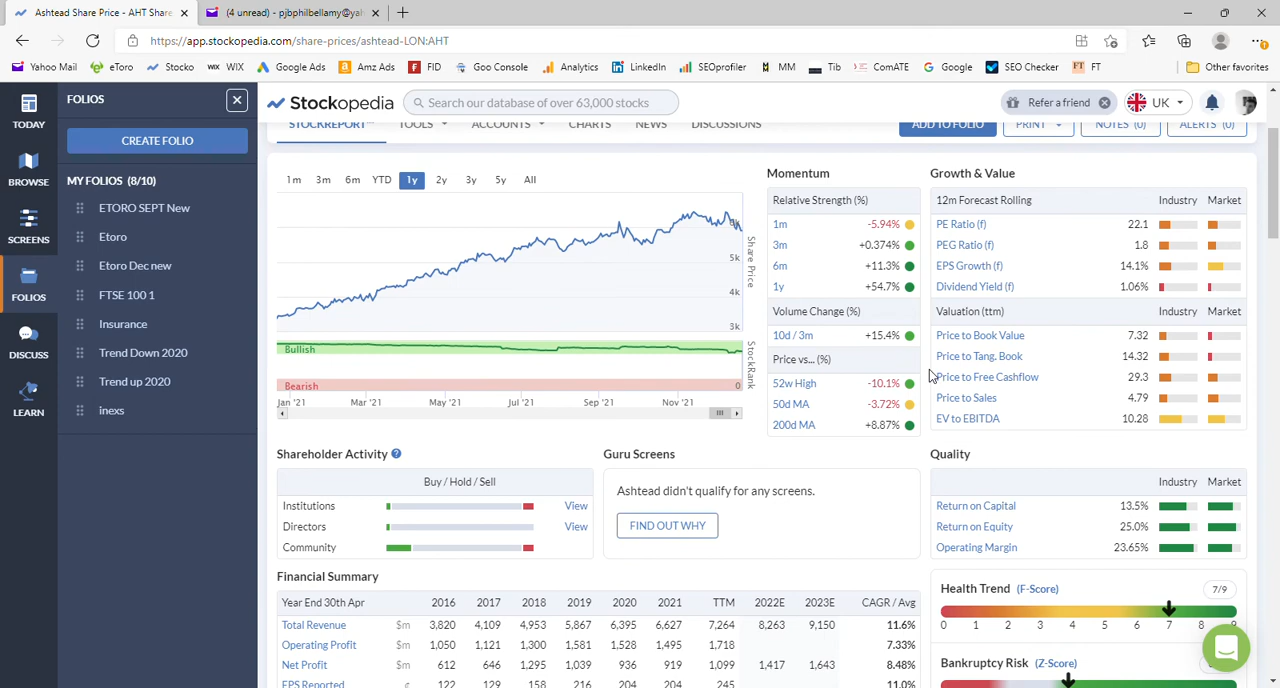 Ashtead Share Price - AHT Share
(4 unread) - pjbphilbellamy@yah
https://app.stockopedia.com/share-prices/ashtead-LON:AHT
Yahoo Mail eToro Stocko WIX WIX Google Ads Amz Ads FID Goo Console Analytics LinkedIn SEOprofiler MM Tib ComATE Google SEO Checker FT FT Other favorites
TODAY
BROWSE
SCREENS
FOLIOS
DISCUSS
LEARN
FOLIOS
CREATE FOLIO
MY FOLIOS (8/10)
ETORO SEPT New
Etoro
Etoro Dec new
FTSE 100 1
Insurance
Trend Down 2020
Trend up 2020
inexs
Stockopedia
Search our database of over 63,000 stocks
Refer a friend
UK
STOCKREPORT TOOLS ACCOUNTS CHARTS NEWS DISCUSSIONS
ADD TO FOLIO PRINT NOTES (0) ALERTS (0)
1m 3m 6m YTD 1y 2y 3y 5y All
6k
5k
4k
3k
Share Price
Bullish
Bearish
0
StockRank
Jan '21 Mar '21 May '21 Jul '21 Sep '21 Nov '21
Momentum
Relative Strength (%)
1m -5.94%
3m +0.374%
6m +11.3%
1y +54.7%
Volume Change (%)
10d / 3m +15.4%
Price vs... (%)
52w High -10.1%
50d MA -3.72%
200d MA +8.87%
Growth & Value
12m Forecast Rolling Industry Market
PE Ratio (f) 22.1
PEG Ratio (f) 1.8
EPS Growth (f) 14.1%
Dividend Yield (f) 1.06%
Valuation (ttm) Industry Market
Price to Book Value 7.32
Price to Tang. Book 14.32
Price to Free Cashflow 29.3
Price to Sales 4.79
EV to EBITDA 10.28
Shareholder Activity ?
Buy / Hold / Sell
Institutions View
Directors View
Community
Guru Screens
Ashtead didn't qualify for any screens.
FIND OUT WHY
Quality
Industry Market
Return on Capital 13.5%
Return on Equity 25.0%
Operating Margin 23.65%
Financial Summary
Year End 30th Apr 2016 2017 2018 2019 2020 2021 TTM 2022E 2023E CAGR / Avg
Total Revenue $m 3,820 4,109 4,953 5,867 6,395 6,627 7,264 8,263 9,150 11.6%
Operating Profit $m 1,050 1,121 1,300 1,581 1,528 1,495 1,718 7.33%
Net Profit $m 612 646 1,295 1,039 936 919 1,099 1,417 1,643 8.48%
EPS Reported ¢ 122 129 158 216 204 204 245 11.0%
Health Trend (F-Score) 7/9
0 1 2 3 4 5 6 7 8 9
Bankruptcy Risk (Z-Score)